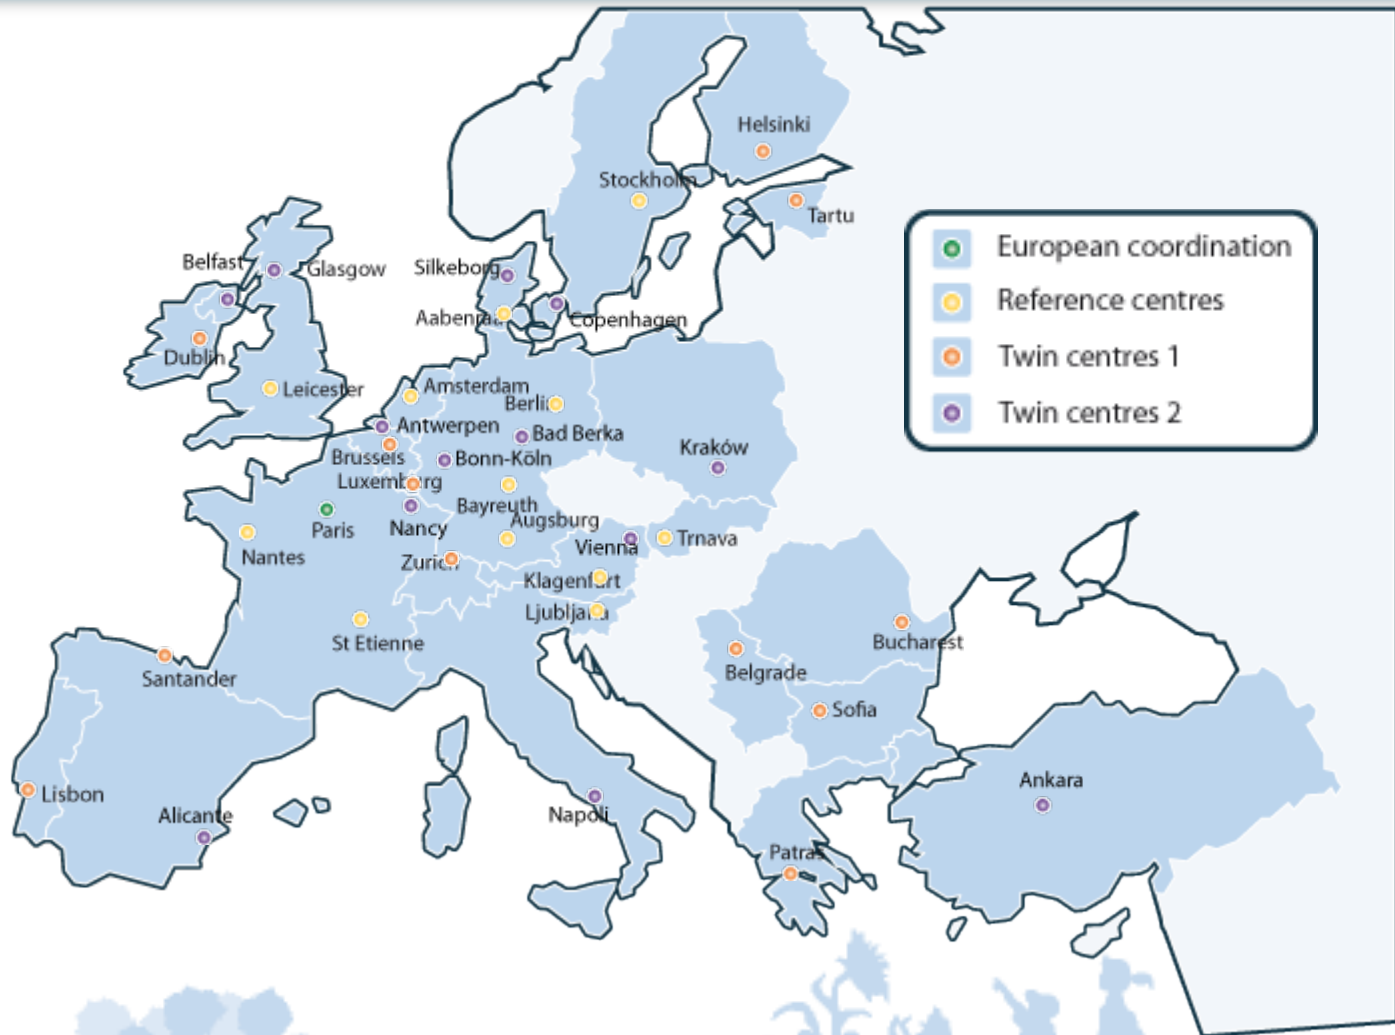 Helsinki
Stockholm
Tartu
European coordination
Reference centres
Twin centres 1
Twin centres 2
Belfast
Glasgow
Silkeborg
Aabenraa
Copenhagen
Dublin
Leicester
Amsterdam
Berlin
Antwerpen
Bad Berka
Brussels
Bonn-Köln
Kraków
Luxemburg
Bayreuth
Paris
Nancy
Augsburg
Nantes
Zurich
Vienna
Trnava
Klagenfurt
Ljubljana
St Etienne
Bucharest
Santander
Belgrade
Sofia
Lisbon
Alicante
Napoli
Ankara
Patras